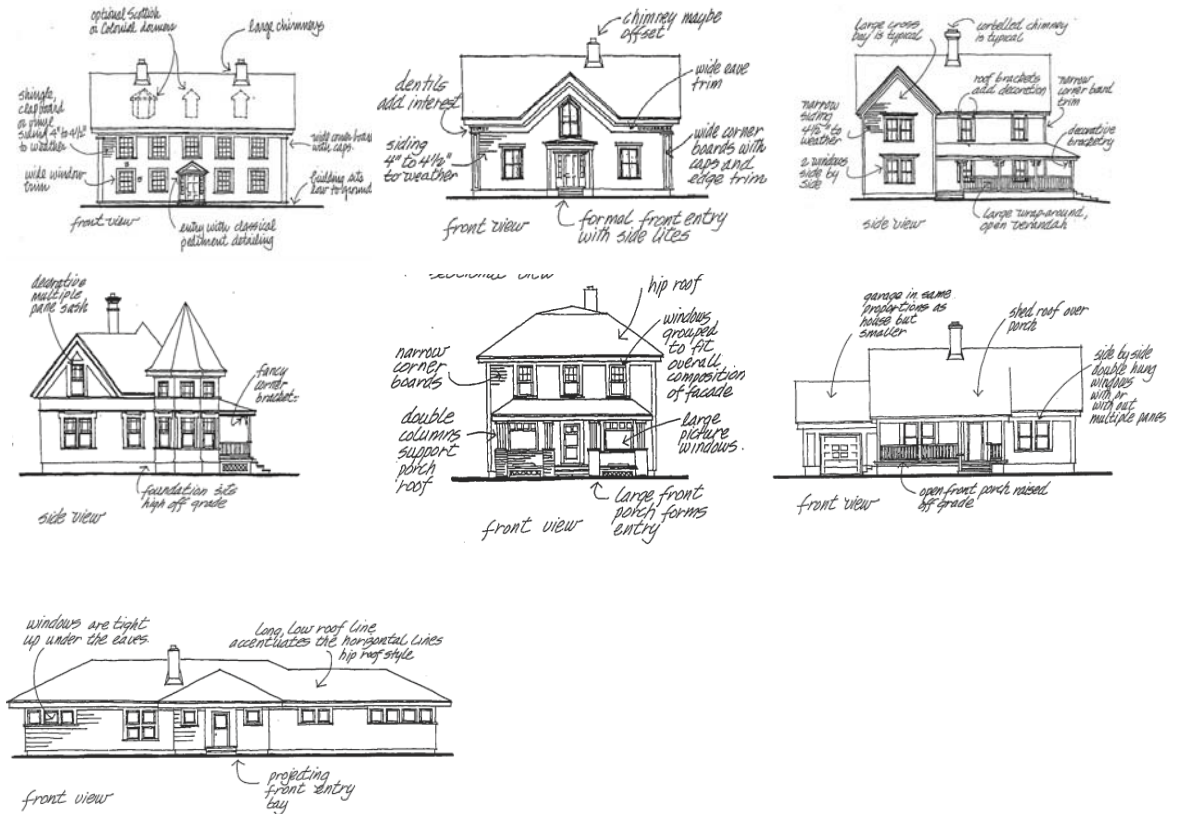 optional Scottish
or Colonial dormers
large chimneys
shingle,
clapboard
or vinyl
siding 4" to 4½"
to weather
wide window
trim
wide corner boards
with caps.
building sits
low to ground
entry with classical
pediment detailing
front view
chimney maybe
offset
dentils
add interest
wide eave
trim
siding
4" to 4½"
to weather
wide corner
boards with
caps and
edge trim
formal front entry
with side lites
front view
large cross
bay is typical
corbelled chimney
is typical
roof brackets
add decoration
narrow
corner board
trim
narrow
siding
4½" to
weather
2 windows
side by
side
decorative
bracketry
large wrap-around,
open verandah
side view
decorative
multiple
pane sash
fancy
corner
brackets
foundation sits
high off grade
side view
sectional view
hip roof
windows
grouped
to fit
overall
composition
of facade
narrow
corner
boards
double
columns
support
porch
roof
large
picture
windows.
large front
porch forms
entry
front view
garage in same
proportions as
house but
smaller
shed roof over
porch
side by side
double hung
windows
with or
with out
multiple panes
open front porch raised
off grade
front view
windows are tight
up under the eaves.
long, low roof line
accentuates the horizontal lines
hip roof style
projecting
front entry
bay
front view